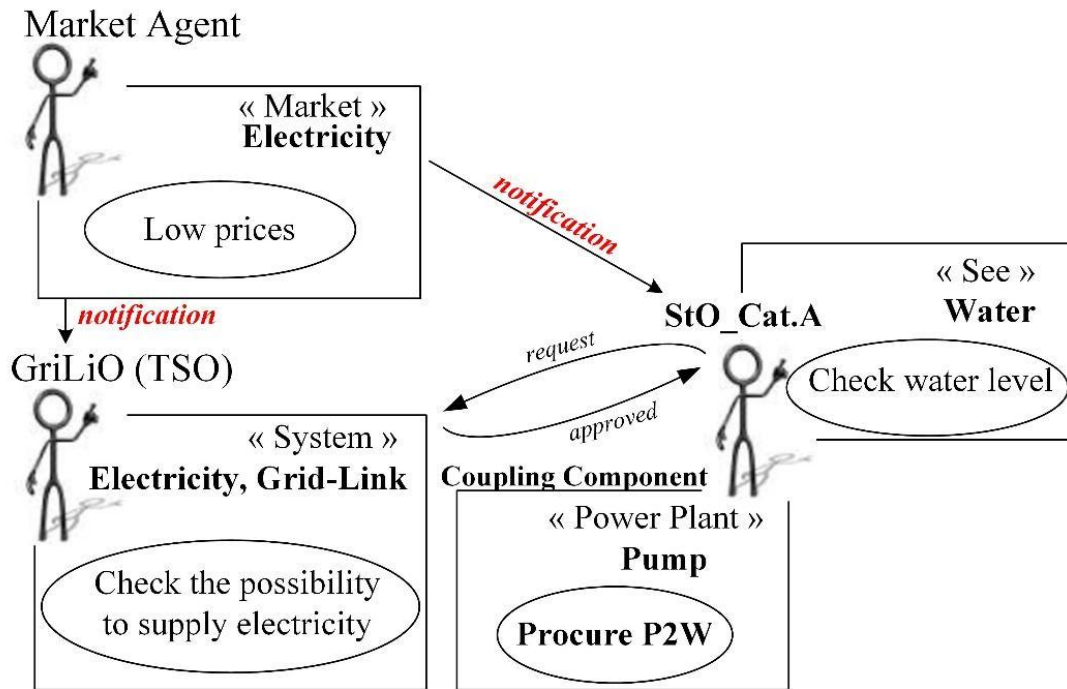 Market Agent
« Market »
Electricity
Low prices
notification
notification
« See »
Water
StO_Cat.A
Check water level
request
approved
GriLiO (TSO)
« System »
Electricity, Grid-Link
Check the possibility
to supply electricity
Coupling Component
« Power Plant »
Pump
Procure P2W